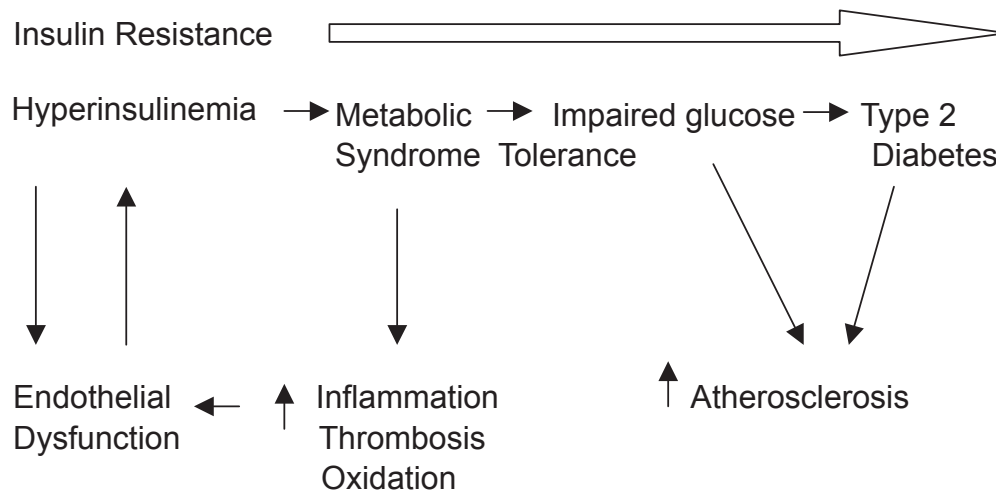 Insulin Resistance
Hyperinsulinemia
Metabolic
Syndrome
Impaired glucose
Tolerance
Type 2
Diabetes
Endothelial
Dysfunction
Inflammation
Thrombosis
Oxidation
Atherosclerosis